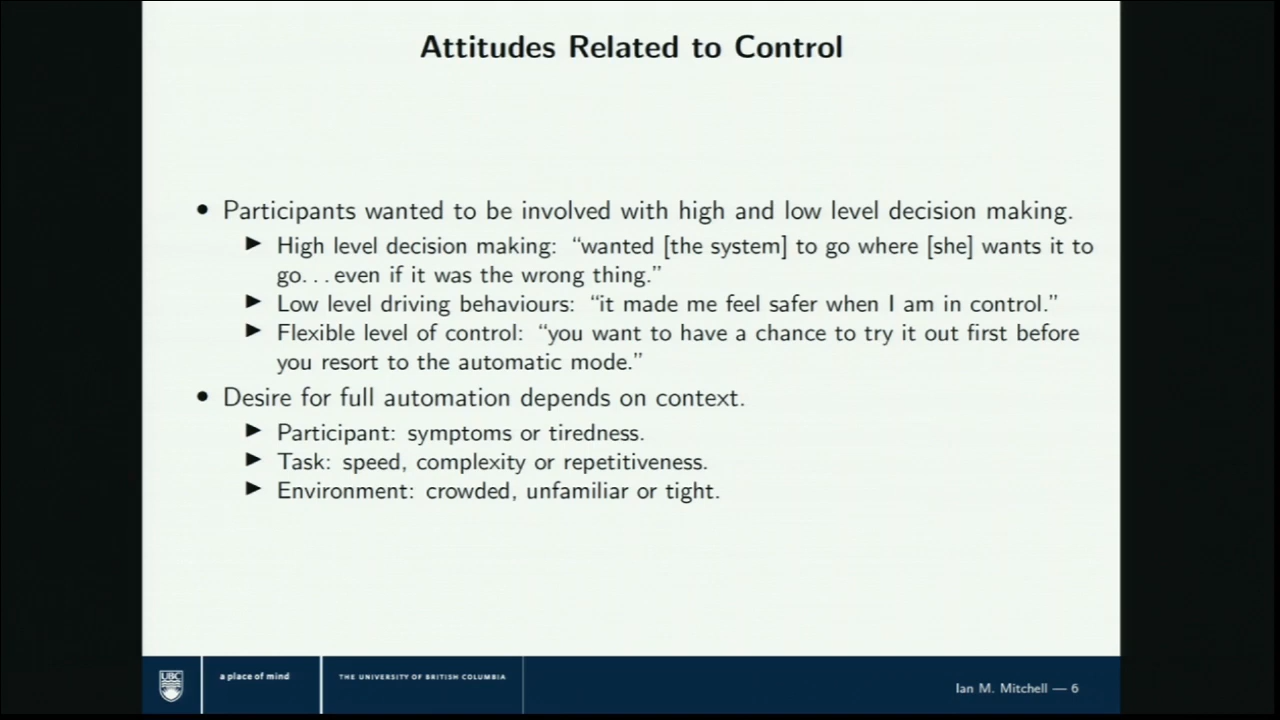 Attitudes Related to Control
• Participants wanted to be involved with high and low level decision making.
▶ High level decision making: “wanted [the system] to go where [she] wants it to
go. . . even if it was the wrong thing.”
▶ Low level driving behaviours: “it made me feel safer when I am in control.”
▶ Flexible level of control: “you want to have a chance to try it out first before
you resort to the automatic mode.”
• Desire for full automation depends on context.
▶ Participant: symptoms or tiredness.
▶ Task: speed, complexity or repetitiveness.
▶ Environment: crowded, unfamiliar or tight.
UBC
a place of mind
THE UNIVERSITY OF BRITISH COLUMBIA
Ian M. Mitchell — 6